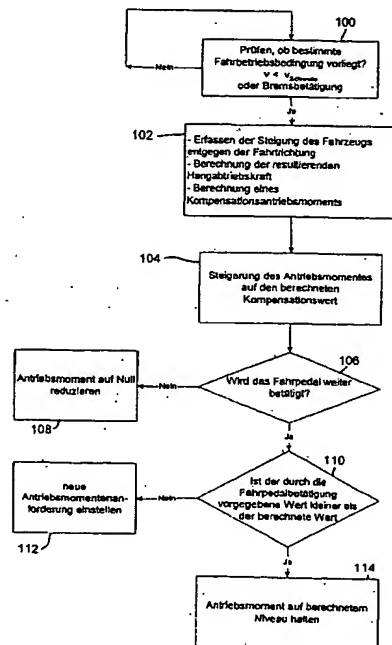 100
Prüfen, ob bestimmte
Fahrbetriebsbedingung vorliegt?
v < v Schwelle
oder Bremsbetätigung
Nein
Ja
102
- Erfassen der Steigung des Fahrzeugs
entgegen der Fahrtrichtung
- Berechnung der resultierenden
Hangabtriebskraft
- Berechnung eines
Kompensationsantriebsmoments
104
Steigerung des Antriebsmomentes
auf den berechneten
Kompensationswert
106
Wird das Fahrpedal weiter
betätigt?
Nein
Antriebsmoment auf Null
reduzieren
108
Ja
110
Ist der durch die
Fahrpedalbetätigung
vorgegebene Wert kleiner als
der berechnete Wert
Nein
neue
Antriebsmomentenan-
forderung einstellen
112
Ja
114
Antriebsmoment auf berechnetem
Niveau halten